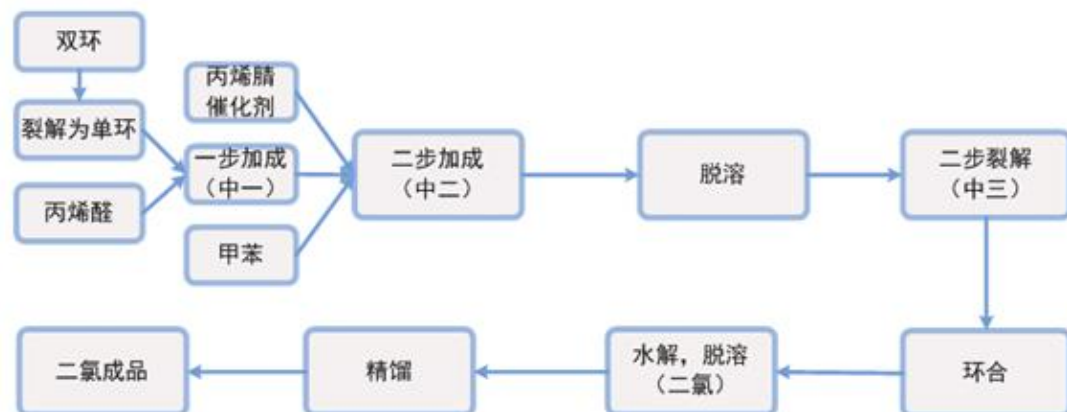 双环
裂解为单环
丙烯醛
丙烯腈
催化剂
一步加成
（中一）
甲苯
二步加成
（中二）
脱溶
二步裂解
（中三）
环合
水解，脱溶
（二氯）
精馏
二氯成品